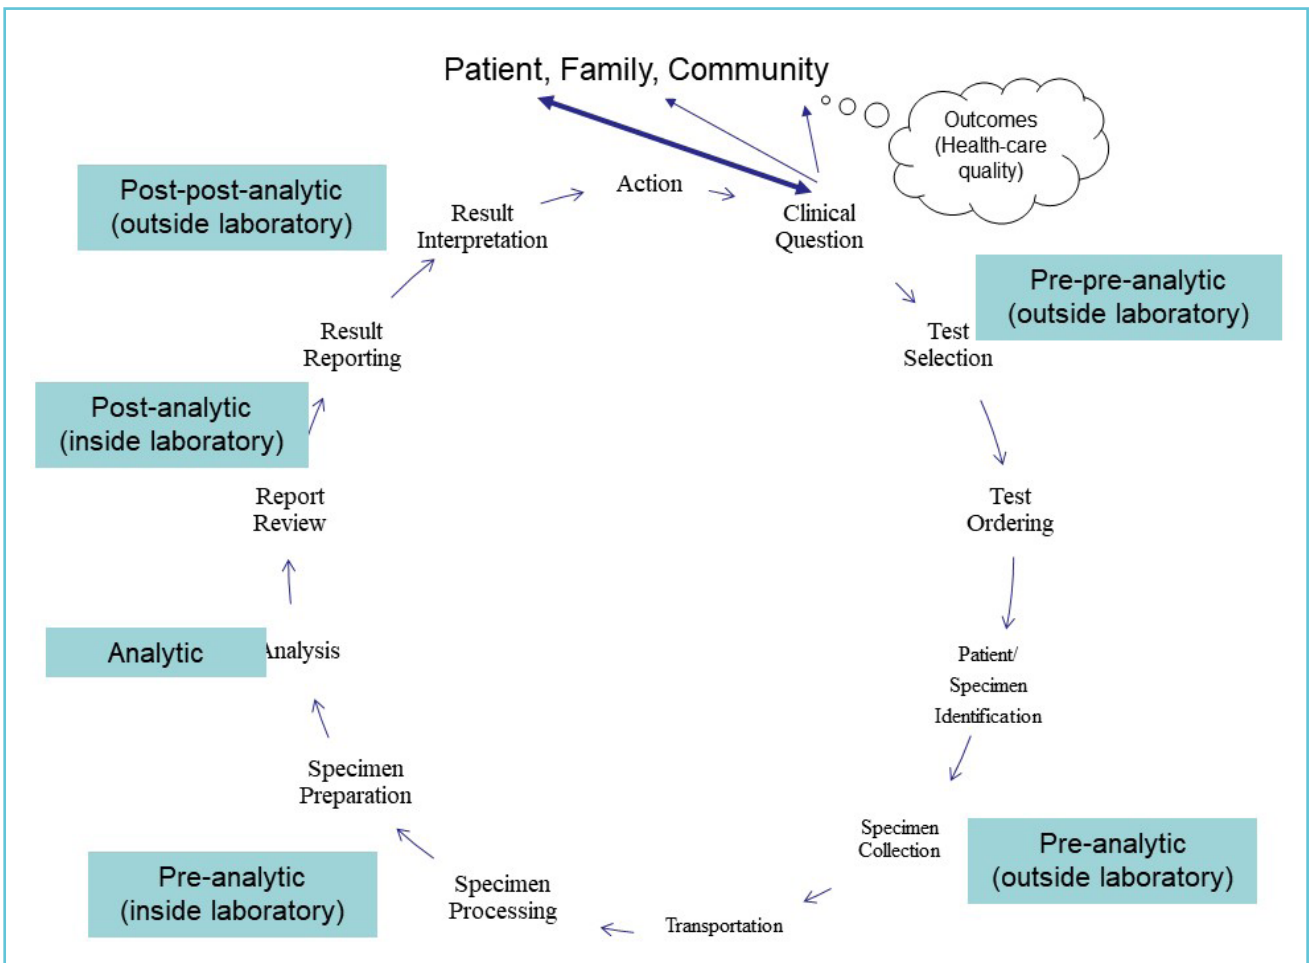 Patient, Family, Community
Outcomes
(Health-care
quality)
Post-post-analytic
(outside laboratory)
Action
Result
Interpretation
Clinical
Question
Pre-pre-analytic
(outside laboratory)
Result
Reporting
Test
Selection
Post-analytic
(inside laboratory)
Report
Review
Test
Ordering
Analytic
Analysis
Patient/
Specimen
Identification
Specimen
Preparation
Specimen
Collection
Pre-analytic
(outside laboratory)
Pre-analytic
(inside laboratory)
Specimen
Processing
Transportation